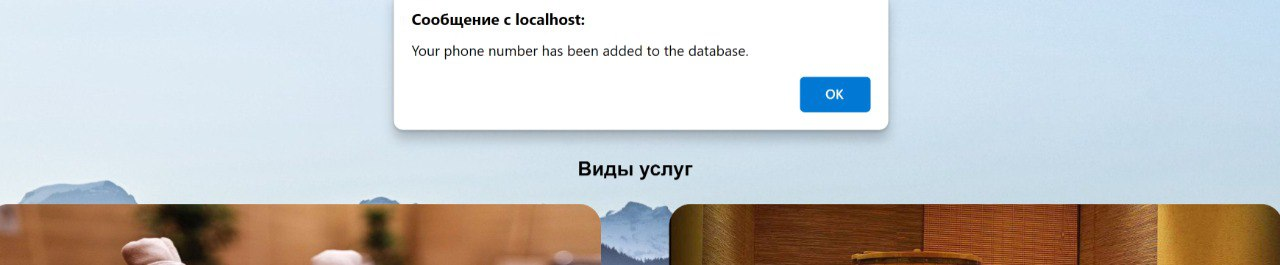 Сообщение с localhost:
Your phone number has been added to the database.
OK
Виды услуг